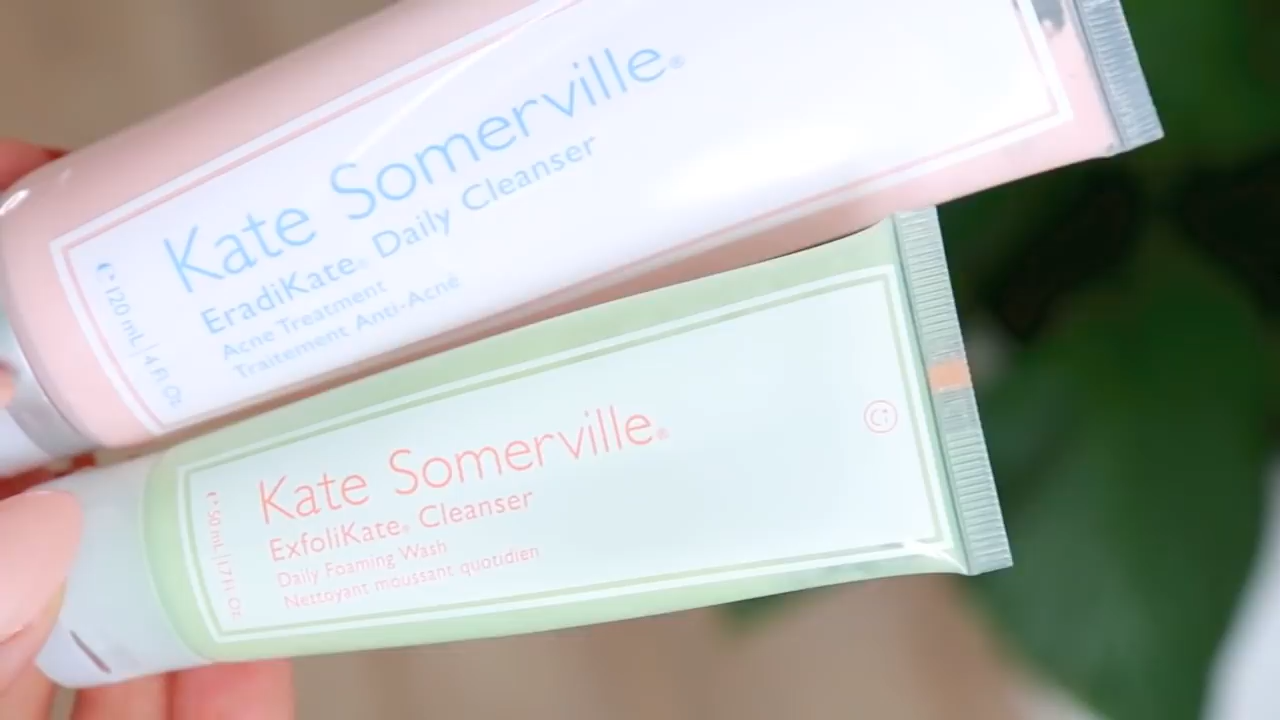 Kate Somerville®
EradiKate® Daily Cleanser
Acne Treatment
Traitement Anti-Acné
℮ 120 mL | 4 Fl Oz.
Kate Somerville®
ExfoliKate® Cleanser
Daily Foaming Wash
Nettoyant moussant quotidien
℮ 50 mL | 1.7 Fl. Oz.